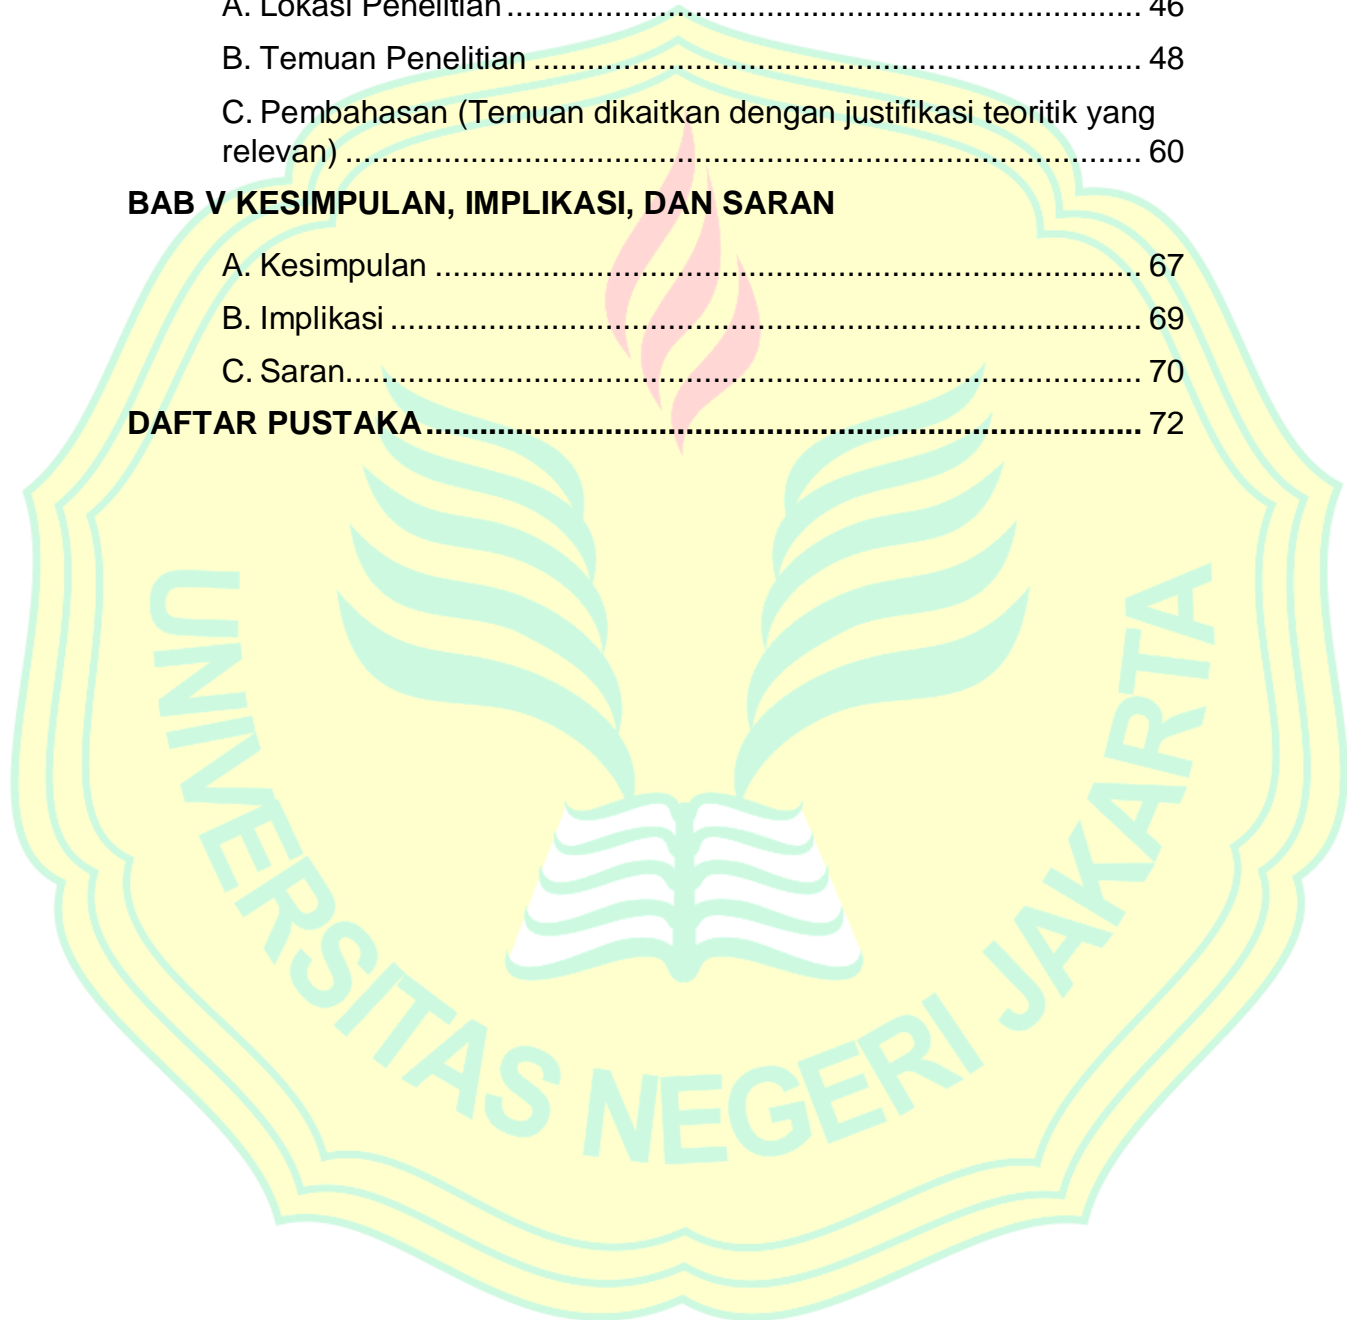 A. Lokasi Penelitian ........................................................................... 46
B. Temuan Penelitian ........................................................................ 48
C. Pembahasan (Temuan dikaitkan dengan justifikasi teoritik yang
relevan) .............................................................................................. 60
BAB V KESIMPULAN, IMPLIKASI, DAN SARAN
A. Kesimpulan ................................................................................... 67
B. Implikasi ........................................................................................ 69
C. Saran.............................................................................................. 70
DAFTAR PUSTAKA.............................................................................. 72
UNIVERSITAS NEGERI JAKARTA